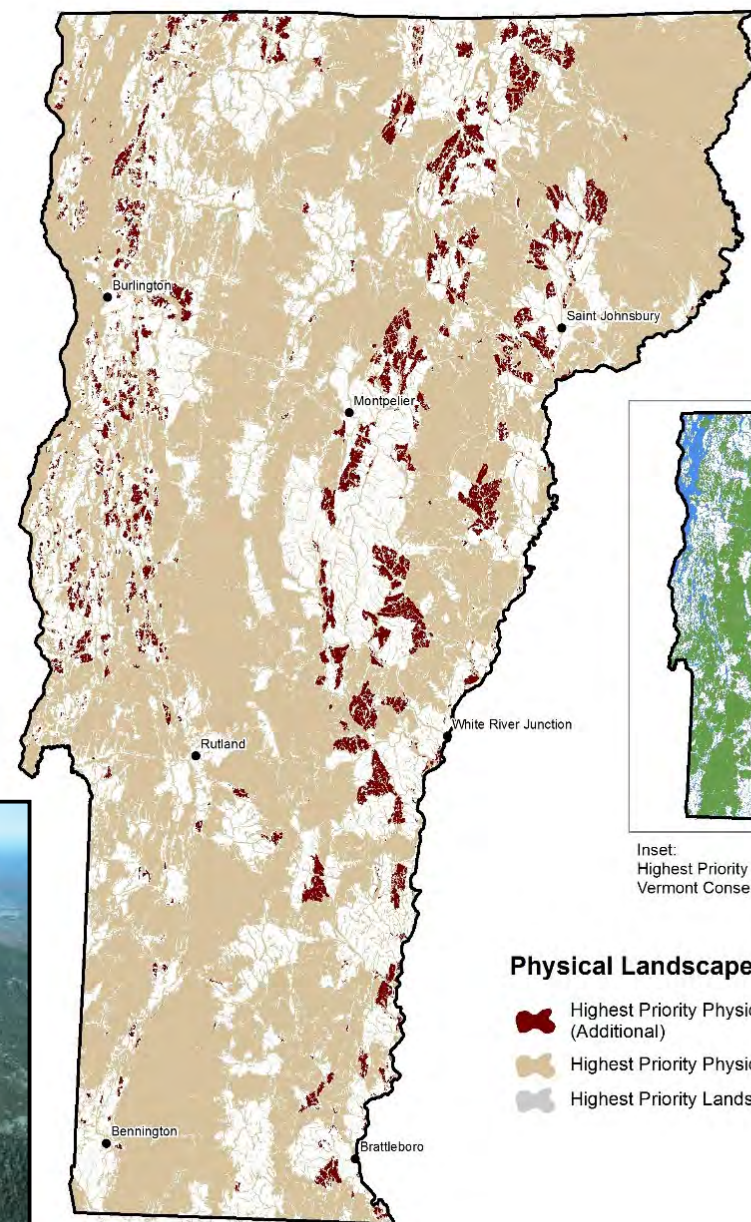 Burlington
Saint Johnsbury
Montpelier
White River Junction
Rutland
Inset:
Highest Priority
Vermont Conse
Physical Landscape
Highest Priority Physic
(Additional)
Highest Priority Physic
Highest Priority Lands
Bennington
Brattleboro